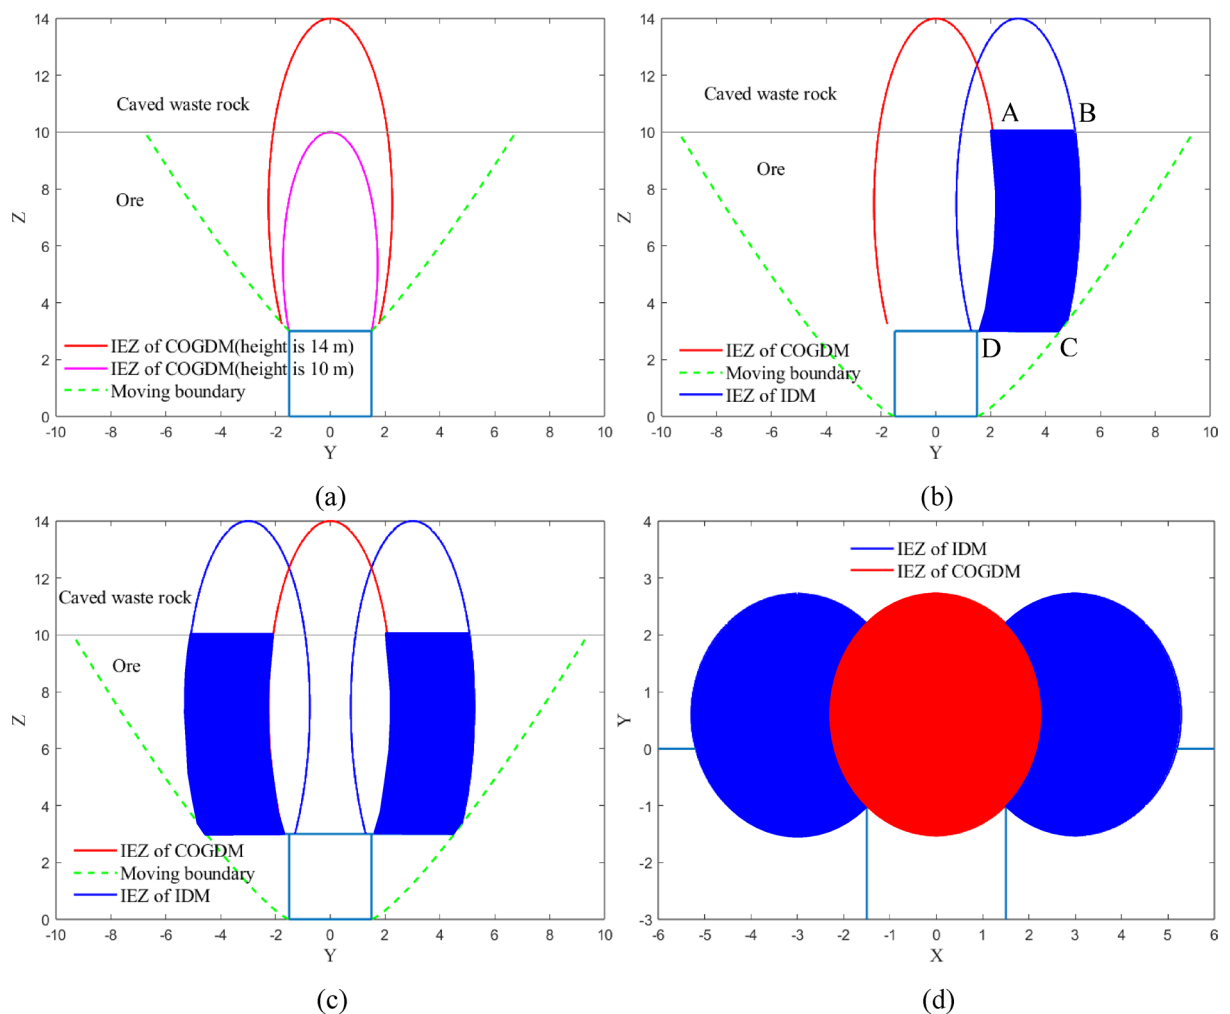 14
12
10
8
6
4
2
0
Z
Caved waste rock
Ore
IEZ of COGDM(height is 14 m)
IEZ of COGDM(height is 10 m)
Moving boundary
-10 -8 -6 -4 -2 0 2 4 6 8 10
Y
(a)
14
12
10
8
6
4
2
0
Z
Caved waste rock
A B
Ore
D C
IEZ of COGDM
Moving boundary
IEZ of IDM
-10 -8 -6 -4 -2 0 2 4 6 8 10
Y
(b)
14
12
10
8
6
4
2
0
Z
Caved waste rock
Ore
IEZ of COGDM
Moving boundary
IEZ of IDM
-10 -8 -6 -4 -2 0 2 4 6 8 10
Y
(c)
4
3
2
1
0
-1
-2
-3
Y
IEZ of IDM
IEZ of COGDM
-6 -5 -4 -3 -2 -1 0 1 2 3 4 5 6
X
(d)